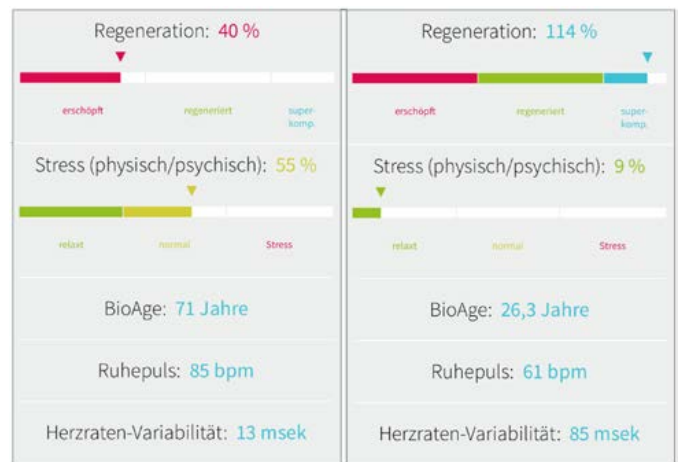 Regeneration: 40 %
erschöpft regeneriert super-
komp.
Stress (physisch/psychisch): 55 %
relaxt normal Stress
BioAge: 71 Jahre
Ruhepuls: 85 bpm
Herzraten-Variabilität: 13 msek
Regeneration: 114 %
erschöpft regeneriert super-
komp.
Stress (physisch/psychisch): 9 %
relaxt normal Stress
BioAge: 26,3 Jahre
Ruhepuls: 61 bpm
Herzraten-Variabilität: 85 msek